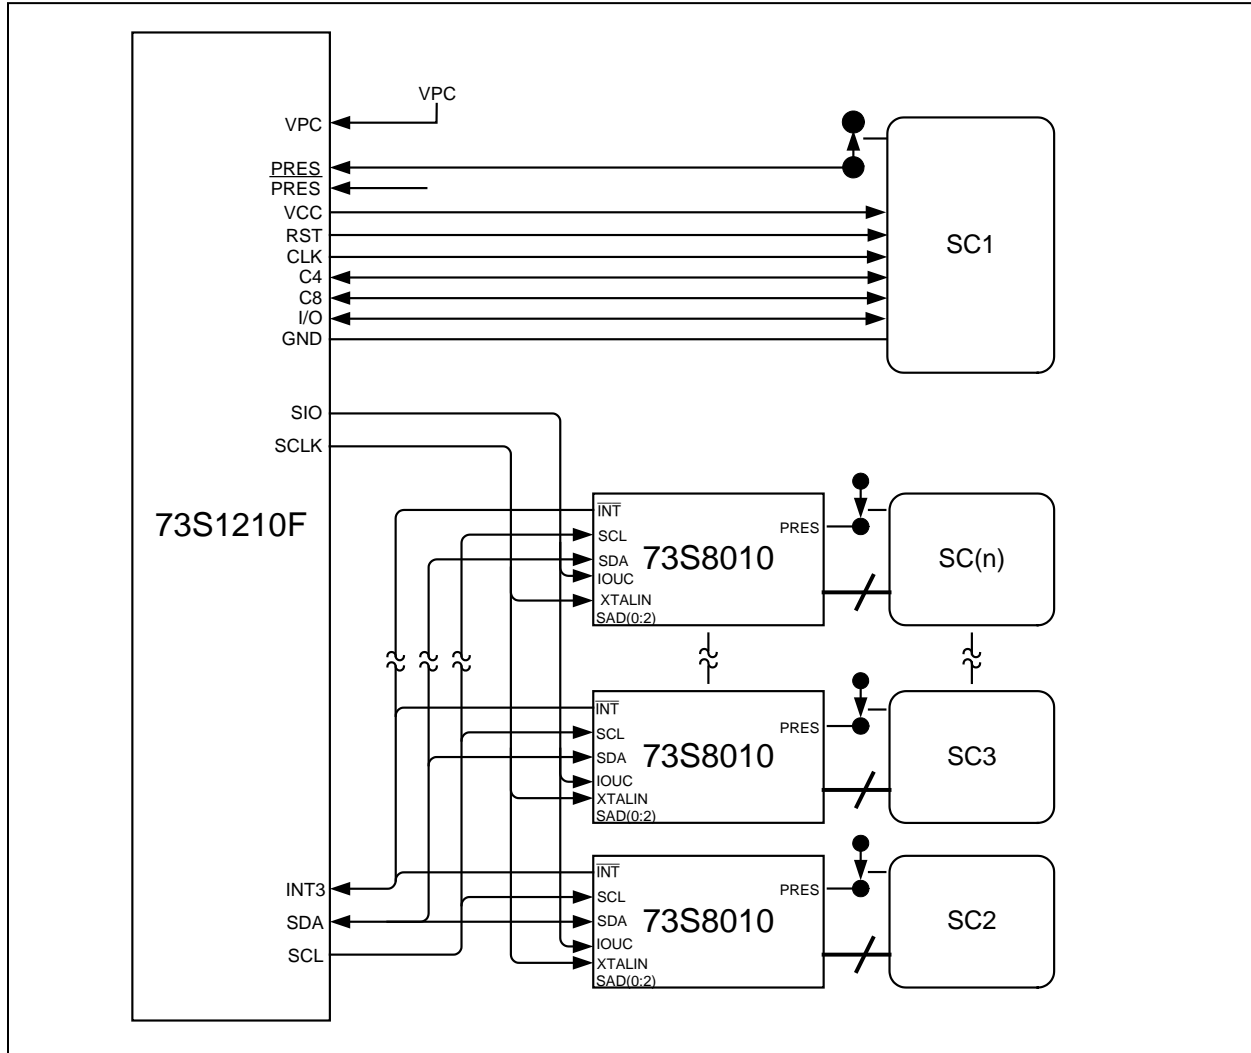 VPC
VPC
PRES
PRES
VCC
RST
CLK
C4
C8
I/O
GND
SC1
SIO
SCLK
73S1210F
INT
SCL
SDA
IOUC
XTALIN
SAD(0:2)
73S8010
PRES
SC(n)
INT
SCL
SDA
IOUC
XTALIN
SAD(0:2)
73S8010
PRES
SC3
INT
SCL
SDA
IOUC
XTALIN
SAD(0:2)
73S8010
PRES
SC2
INT3
SDA
SCL